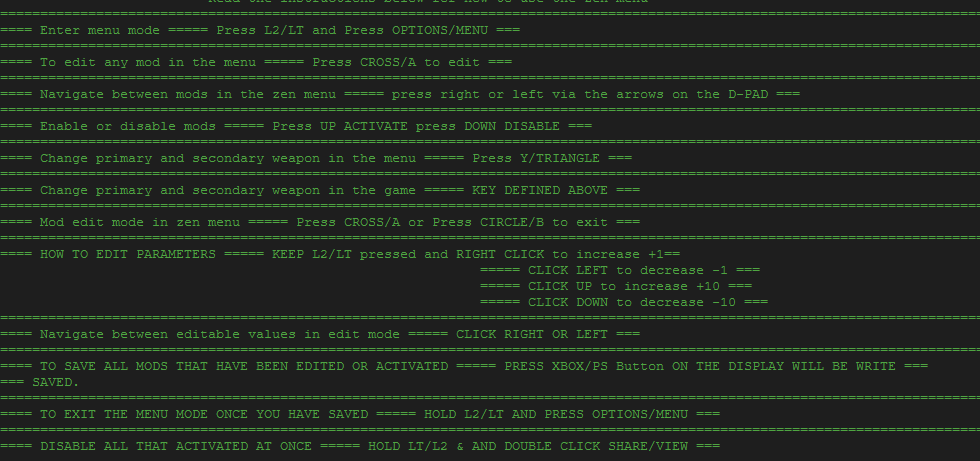 Read the instructions below for how to use the zen menu
====================================================================================================
==== Enter menu mode ===== Press L2/LT and Press OPTIONS/MENU ===
====================================================================================================
==== To edit any mod in the menu ===== Press CROSS/A to edit ===
====================================================================================================
==== Navigate between mods in the zen menu ===== press right or left via the arrows on the D-PAD ===
====================================================================================================
==== Enable or disable mods ===== Press UP ACTIVATE press DOWN DISABLE ===
====================================================================================================
==== Change primary and secondary weapon in the menu ===== Press Y/TRIANGLE ===
====================================================================================================
==== Change primary and secondary weapon in the game ===== KEY DEFINED ABOVE ===
====================================================================================================
==== Mod edit mode in zen menu ===== Press CROSS/A or Press CIRCLE/B to exit ===
====================================================================================================
==== HOW TO EDIT PARAMETERS ===== KEEP L2/LT pressed and RIGHT CLICK to increase +1==
===== CLICK LEFT to decrease -1 ===
===== CLICK UP to increase +10 ===
===== CLICK DOWN to decrease -10 ===
====================================================================================================
==== Navigate between editable values in edit mode ===== CLICK RIGHT OR LEFT ===
====================================================================================================
==== TO SAVE ALL MODS THAT HAVE BEEN EDITED OR ACTIVATED ===== PRESS XBOX/PS Button ON THE DISPLAY WILL BE WRITE ===
=== SAVED.
====================================================================================================
==== TO EXIT THE MENU MODE ONCE YOU HAVE SAVED ===== HOLD L2/LT AND PRESS OPTIONS/MENU ===
====================================================================================================
==== DISABLE ALL THAT ACTIVATED AT ONCE ===== HOLD LT/L2 & AND DOUBLE CLICK SHARE/VIEW ===